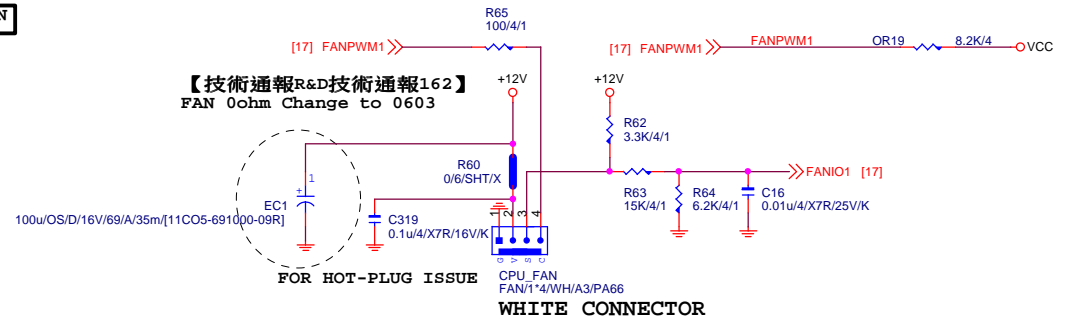 N
R65
100/4/1
[17] FANPWM1
[17] FANPWM1
FANPWM1
OR19
8.2K/4
VCC
【技術通報R&D技術通報162】
FAN 0ohm Change to 0603
+12V
+12V
R62
3.3K/4/1
R60
0/6/SHT/X
FANIO1 [17]
R63
15K/4/1
R64
6.2K/4/1
C16
0.01u/4/X7R/25V/K
+
1
EC1
100u/OS/D/16V/69/A/35m/[11CO5-691000-09R]
C319
0.1u/4/X7R/16V/K
1 2 3 4
G V S C
FOR HOT-PLUG ISSUE
CPU_FAN
FAN/1*4/WH/A3/PA66
WHITE CONNECTOR